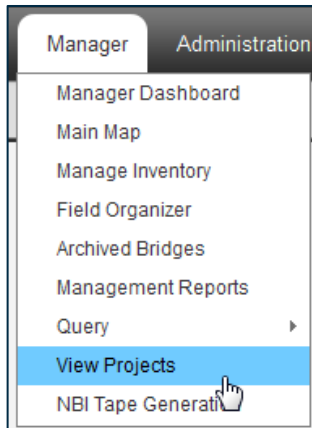 Manager Administration
Manager Dashboard
Main Map
Manage Inventory
Field Organizer
Archived Bridges
Management Reports
Query
View Projects
NBI Tape Generation